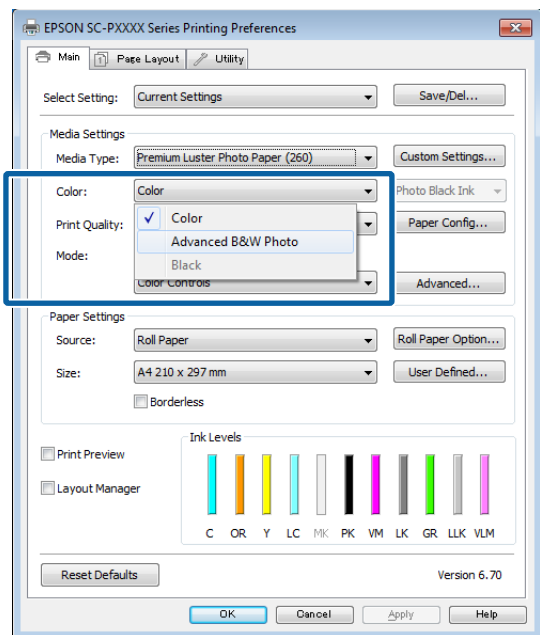 EPSON SC-PXXXX Series Printing Preferences
Main Page Layout Utility
Select Setting: Current Settings Save/Del...
Media Settings
Media Type: Premium Luster Photo Paper (260) Custom Settings...
Color: Color Photo Black Ink
Print Quality: Color Paper Config...
Advanced B&W Photo
Mode: Black
Color Controls Advanced...
Paper Settings
Source: Roll Paper Roll Paper Option...
Size: A4 210 x 297 mm User Defined...
Borderless
Ink Levels
Print Preview
Layout Manager
C OR Y LC MK PK VM LK GR LLK VLM
Reset Defaults Version 6.70
OK Cancel Apply Help